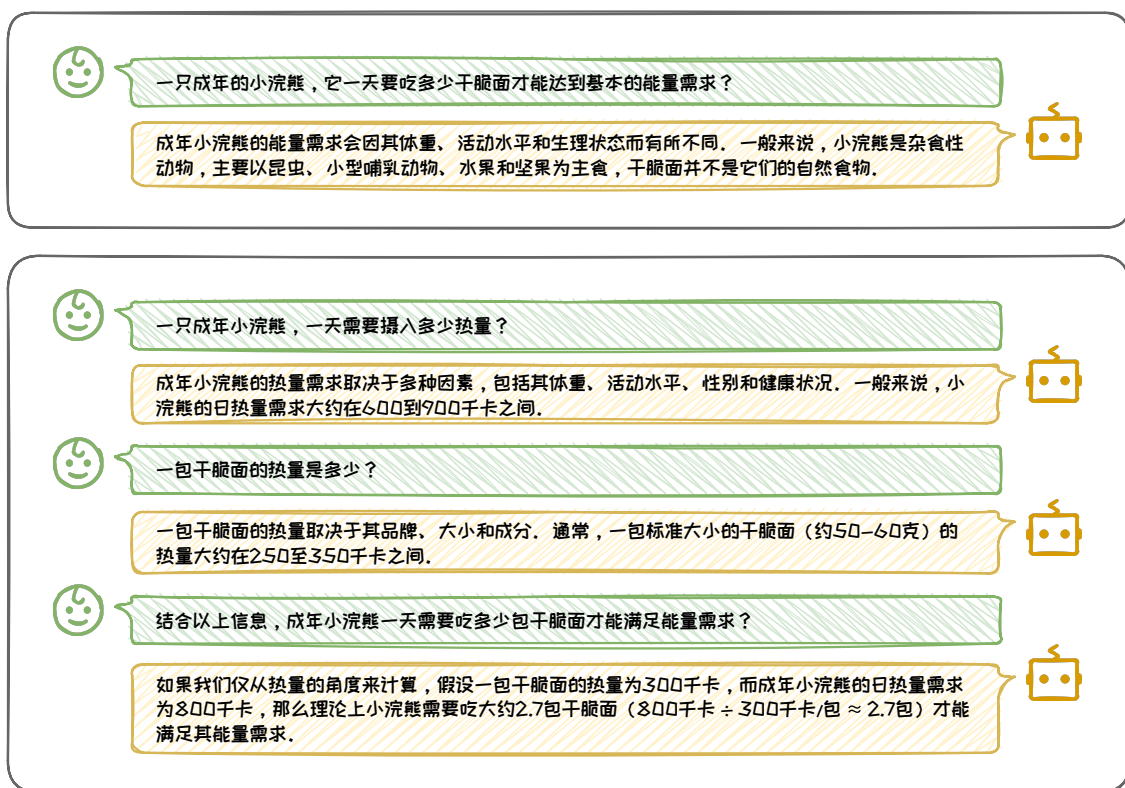 一只成年的小浣熊，它一天要吃多少干脆面才能达到基本的能量需求？
成年小浣熊的能量需求会因其体重、活动水平和生理状态而有所不同．一般来说，小浣熊是杂食性
动物，主要以昆虫、小型哺乳动物、水果和坚果为主食，干脆面并不是它们的自然食物．
一只成年小浣熊，一天需要摄入多少热量？
成年小浣熊的热量需求取决于多种因素，包括其体重、活动水平、性别和健康状况．一般来说，小
浣熊的日热量需求大约在600到900千卡之间．
一包干脆面的热量是多少？
一包干脆面的热量取决于其品牌、大小和成分．通常，一包标准大小的干脆面（约50-60克）的
热量大约在250至350千卡之间．
结合以上信息，成年小浣熊一天需要吃多少包干脆面才能满足能量需求？
如果我们仅从热量的角度来计算，假设一包干脆面的热量为300千卡，而成年小浣熊的日热量需求
为800千卡，那么理论上小浣熊需要吃大约2.7包干脆面（800千卡÷300千卡/包≈2.7包）才能
满足其能量需求．